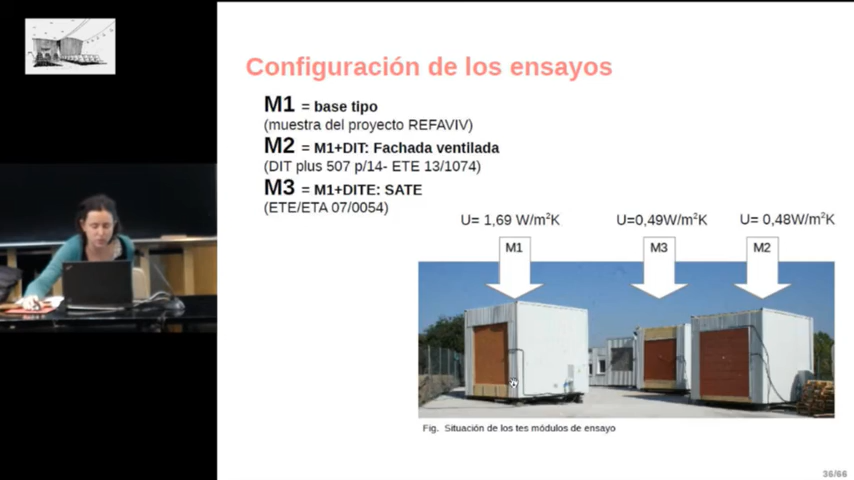 Configuración de los ensayos
M1 = base tipo
(muestra del proyecto REFAVIV)
M2 = M1+DIT: Fachada ventilada
(DIT plus 507 p/14- ETE 13/1074)
M3 = M1+DITE: SATE
(ETE/ETA 07/0054)
U= 1,69 W/m²K
U=0,49W/m²K
U= 0,48W/m²K
M1
M3
M2
Fig. Situación de los tes módulos de ensayo
36/66